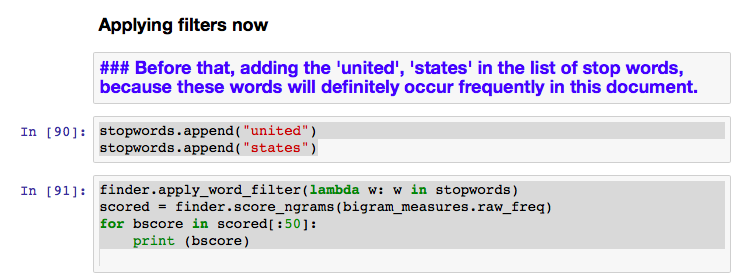 Applying filters now
### Before that, adding the 'united', 'states' in the list of stop words,
because these words will definitely occur frequently in this document.
In [90]: stopwords.append("united")
stopwords.append("states")
In [91]: finder.apply_word_filter(lambda w: w in stopwords)
scored = finder.score_ngrams(bigram_measures.raw_freq)
for bscore in scored[:50]:
    print (bscore)